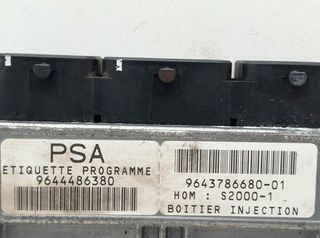 PSA
ETIQUETTE PROGRAMME
9644486380
9643786680-01
HOM : S2000-1
BOITIER INJECTION